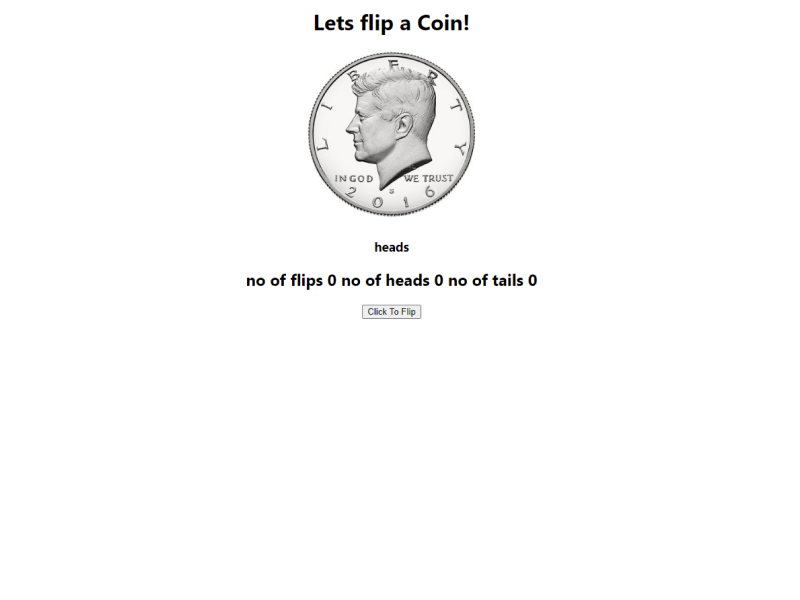 Lets flip a Coin!
LIBERTY
IN GOD WE TRUST
S
2016
heads
no of flips 0 no of heads 0 no of tails 0
Click To Flip